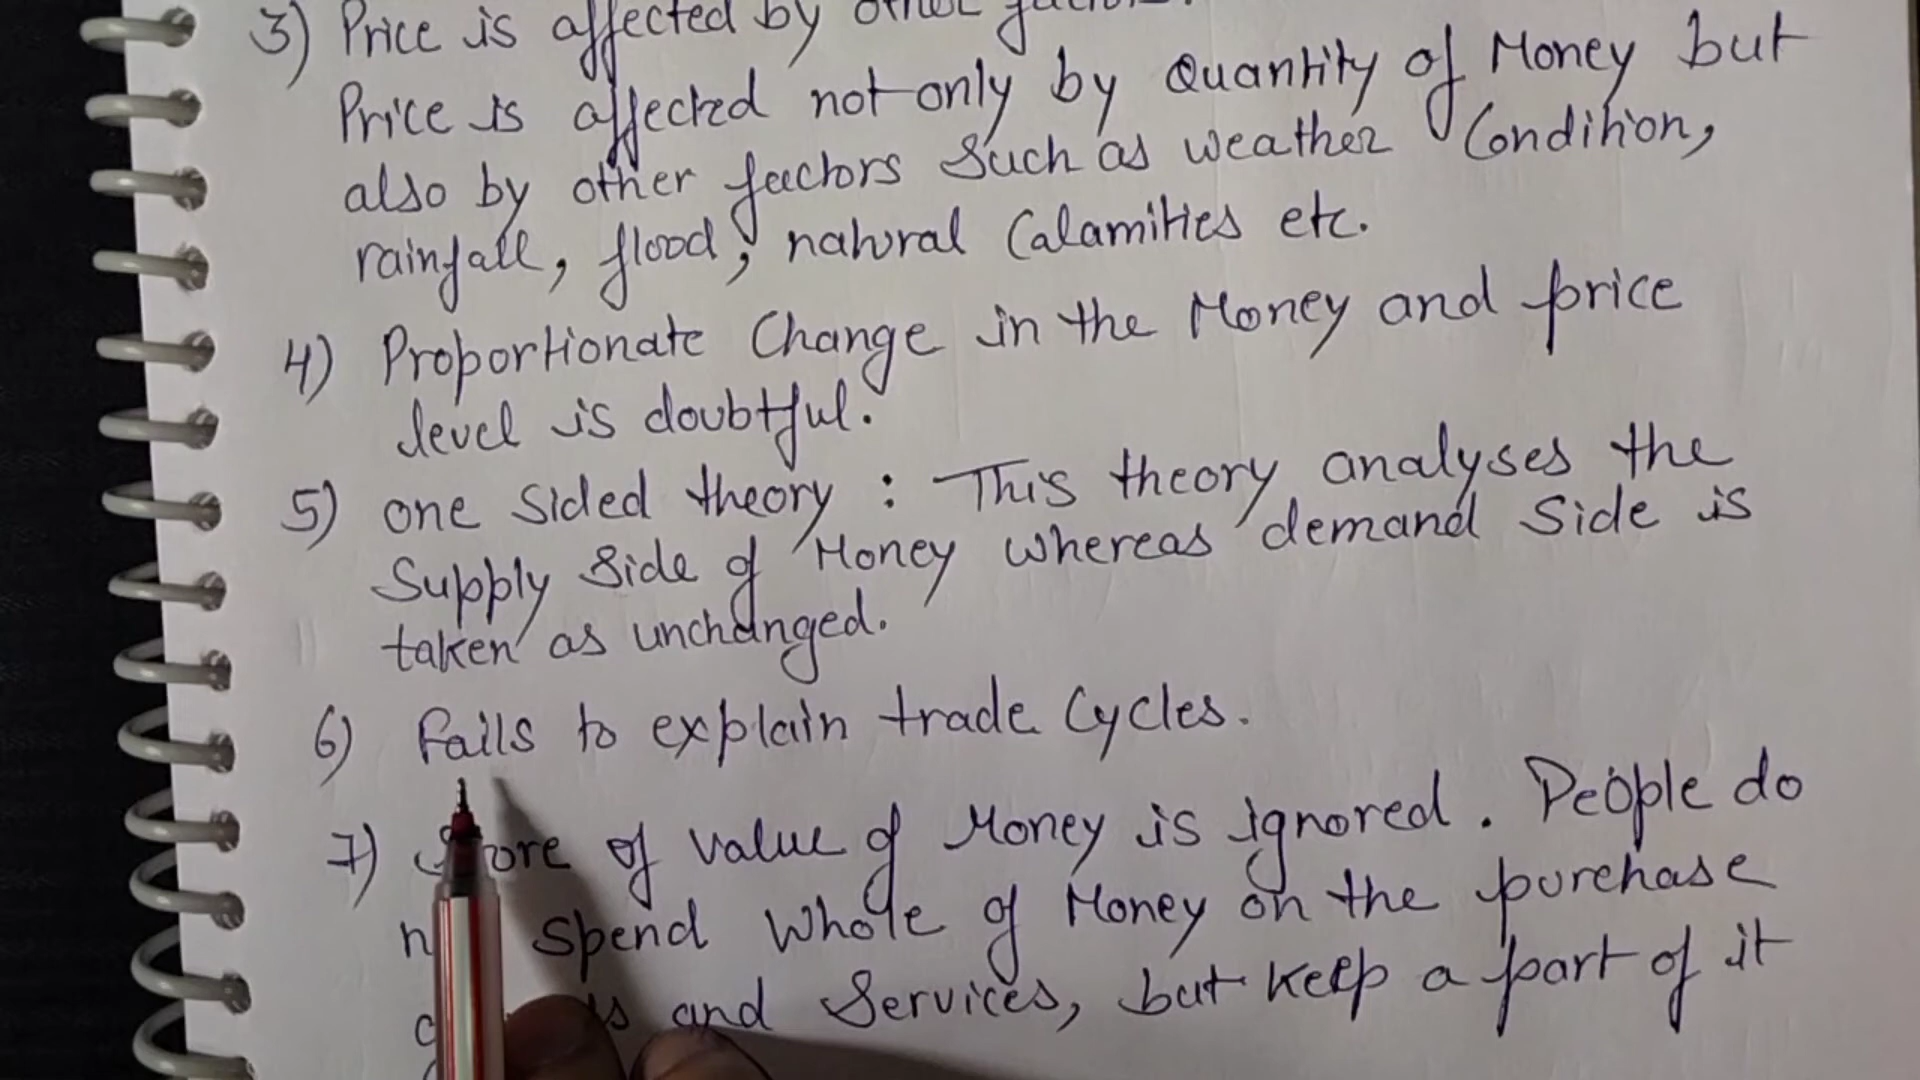 3) Price is affected by other factors.
Price is affected not only by Quantity of Money but
also by other factors such as weather Condition,
rainfall, flood, natural Calamities etc.
4) Proportionate Change in the Money and price
level is doubtful.
5) one sided theory : This theory analyses the
Supply side of Money whereas demand side is
taken as unchanged.
6) Fails to explain trade Cycles.
7) Store of value of Money is ignored. People do
spend whole of Money on the purchase
and services, but keep a part of it